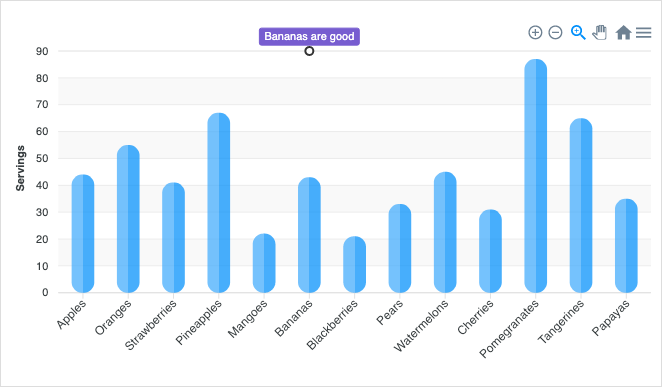 Bananas are good
90
80
70
60
50
40
30
20
10
0
Servings
Apples
Oranges
Strawberries
Pineapples
Mangoes
Bananas
Blackberries
Pears
Watermelons
Cherries
Pomegranates
Tangerines
Papayas